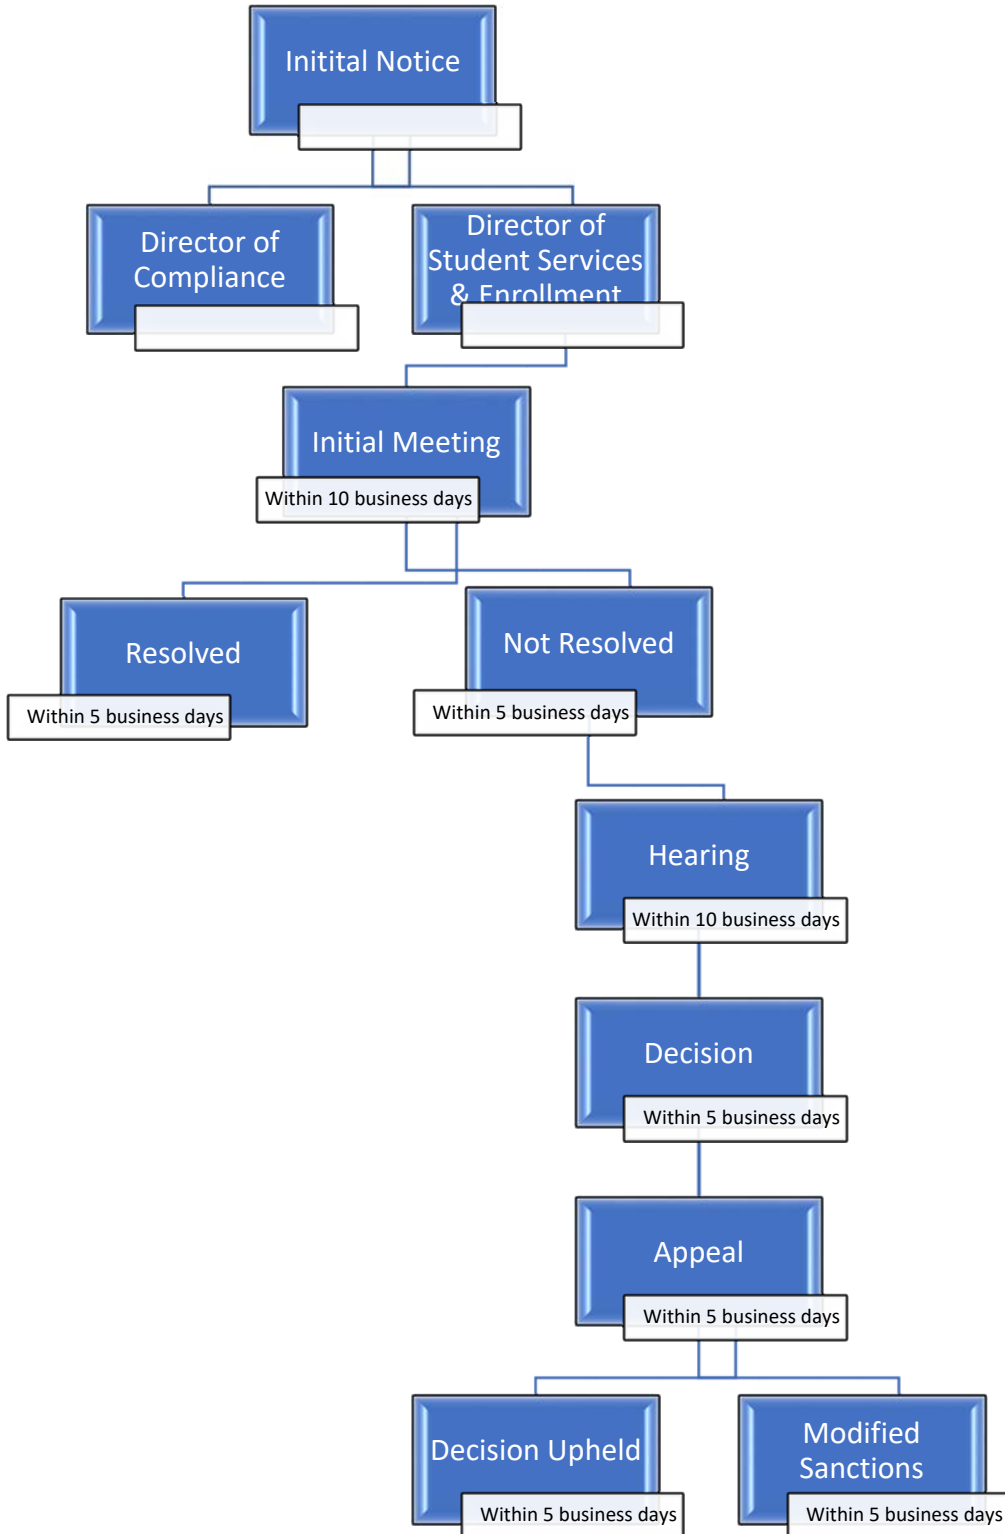 Initital Notice
Director of
Compliance
Director of
Student Services
& Enrollment
Initial Meeting
Within 10 business days
Resolved
Within 5 business days
Not Resolved
Within 5 business days
Hearing
Within 10 business days
Decision
Within 5 business days
Appeal
Within 5 business days
Decision Upheld
Within 5 business days
Modified
Sanctions
Within 5 business days